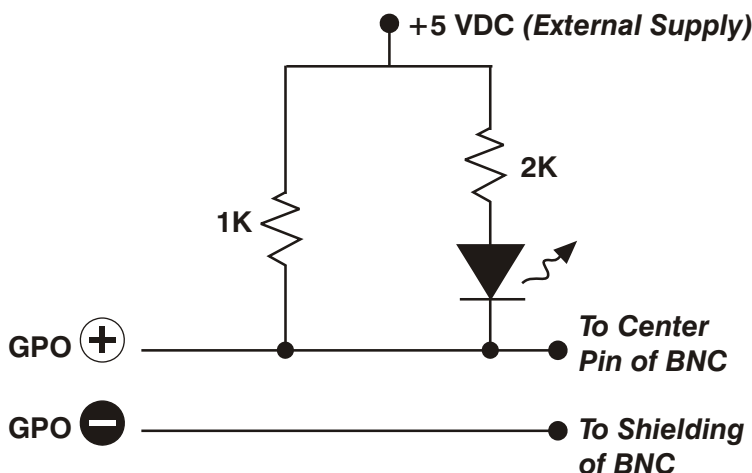 +5 VDC (External Supply)
2K
1K
GPO +
To Center
Pin of BNC
GPO −
To Shielding
of BNC